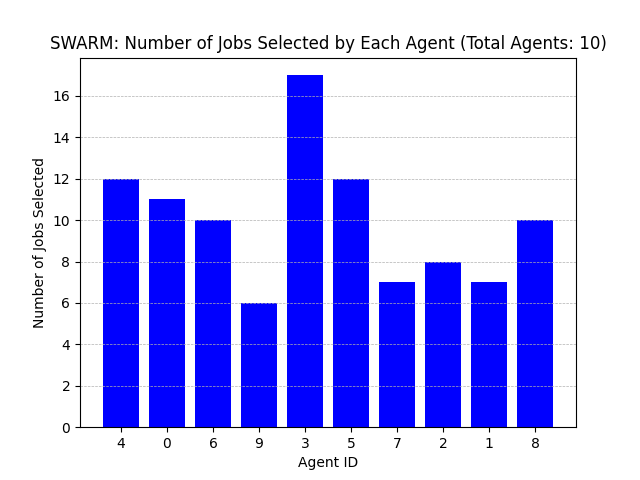 SWARM: Number of Jobs Selected by Each Agent (Total Agents: 10)
Number of Jobs Selected
16
14
12
10
8
6
4
2
0
4 0 6 9 3 5 7 2 1 8
Agent ID